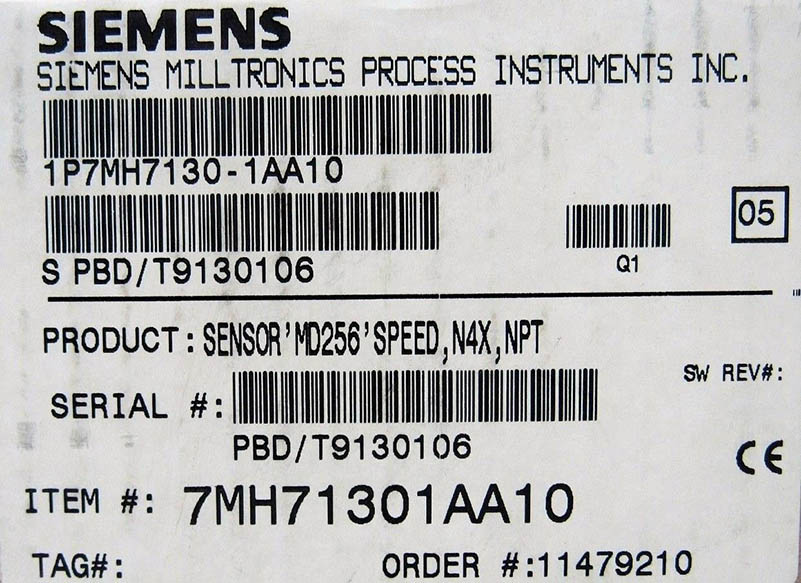 SIEMENS
SIEMENS MILLTRONICS PROCESS INSTRUMENTS INC.
1P7MH7130-1AA10
05
S PBD/T9130106
Q1
PRODUCT: SENSOR'MD256'SPEED,N4X,NPT
SW REV#:
SERIAL #:
PBD/T9130106
CE
ITEM #: 7MH71301AA10
TAG#: ORDER #:11479210